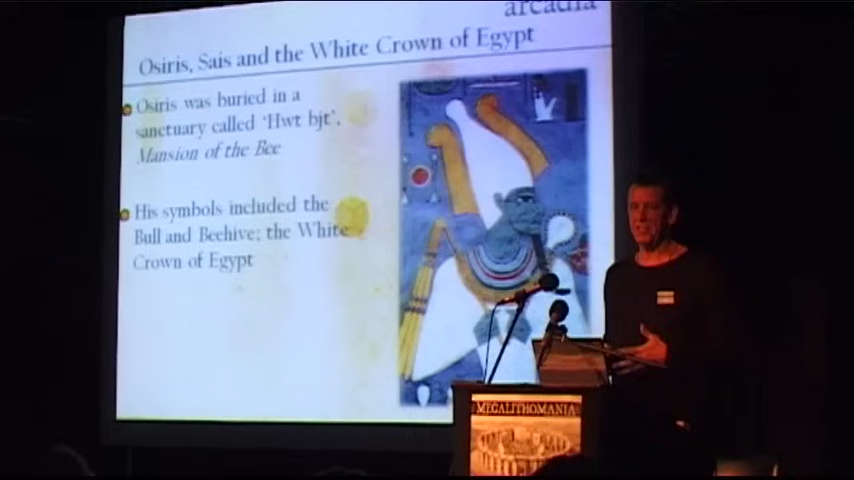 arcadia
Osiris, Sais and the White Crown of Egypt
Osiris was buried in a
sanctuary called 'Hwt bjt',
Mansion of the Bee
His symbols included the
Bull and Beehive; the White
Crown of Egypt
MEGALITHOMANIA